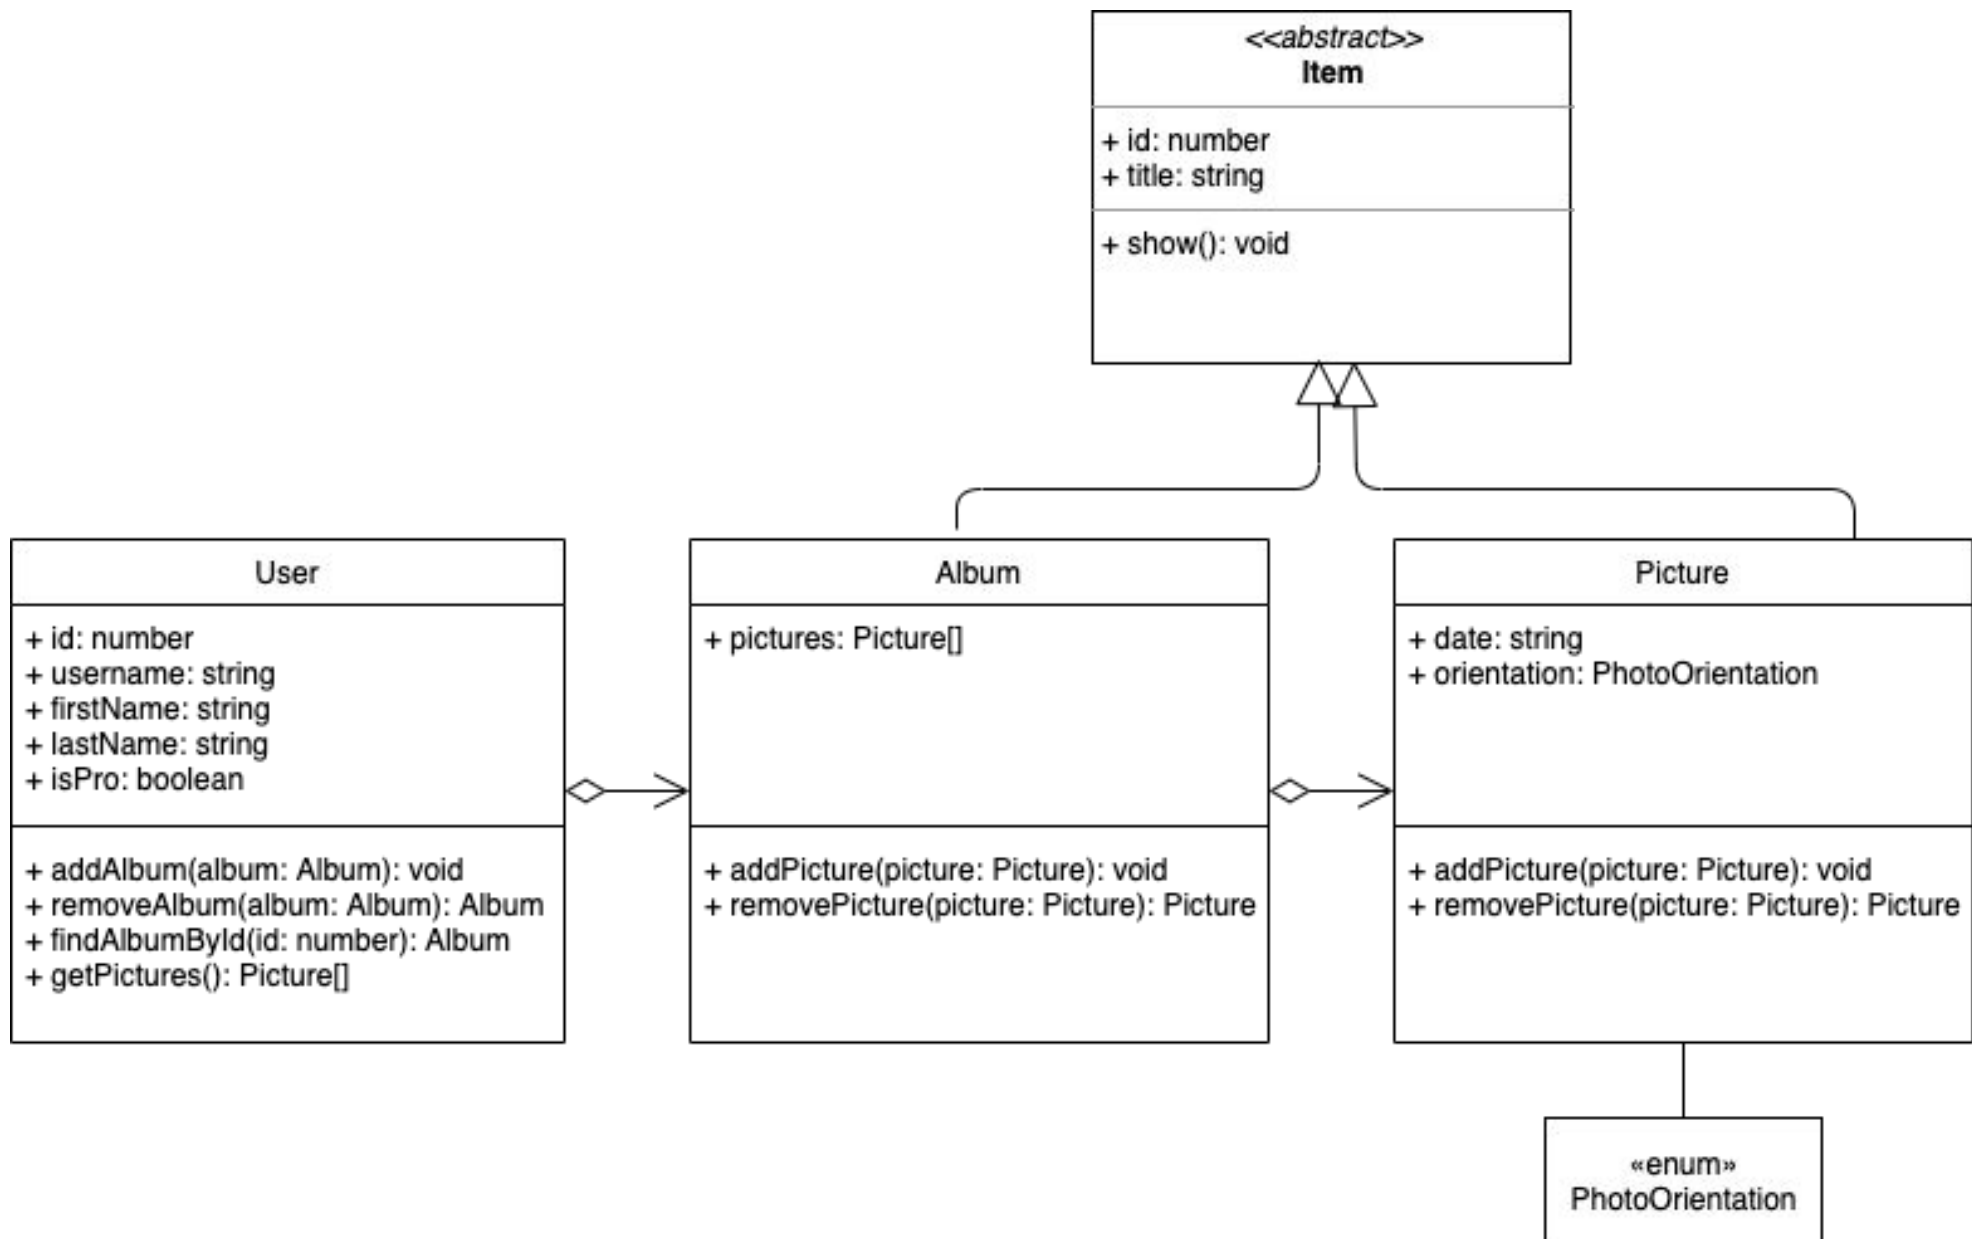 <<abstract>>
Item
+ id: number
+ title: string
+ show(): void
User
+ id: number
+ username: string
+ firstName: string
+ lastName: string
+ isPro: boolean
+ addAlbum(album: Album): void
+ removeAlbum(album: Album): Album
+ findAlbumById(id: number): Album
+ getPictures(): Picture[]
Album
+ pictures: Picture[]
+ addPicture(picture: Picture): void
+ removePicture(picture: Picture): Picture
Picture
+ date: string
+ orientation: PhotoOrientation
+ addPicture(picture: Picture): void
+ removePicture(picture: Picture): Picture
«enum»
PhotoOrientation